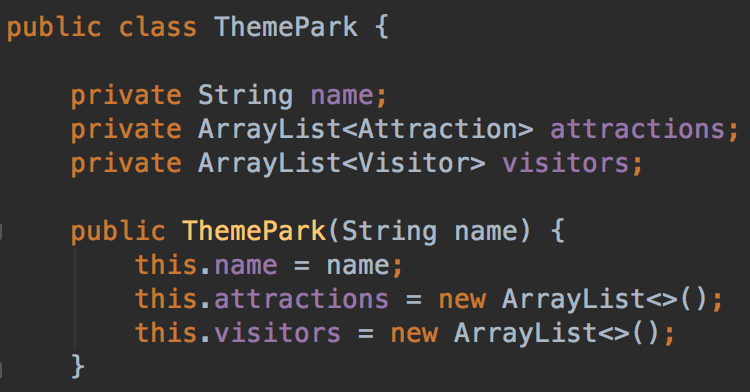 public class ThemePark {
private String name;
private ArrayList<Attraction> attractions;
private ArrayList<Visitor> visitors;
public ThemePark(String name) {
this.name = name;
this.attractions = new ArrayList<>();
this.visitors = new ArrayList<>();
}